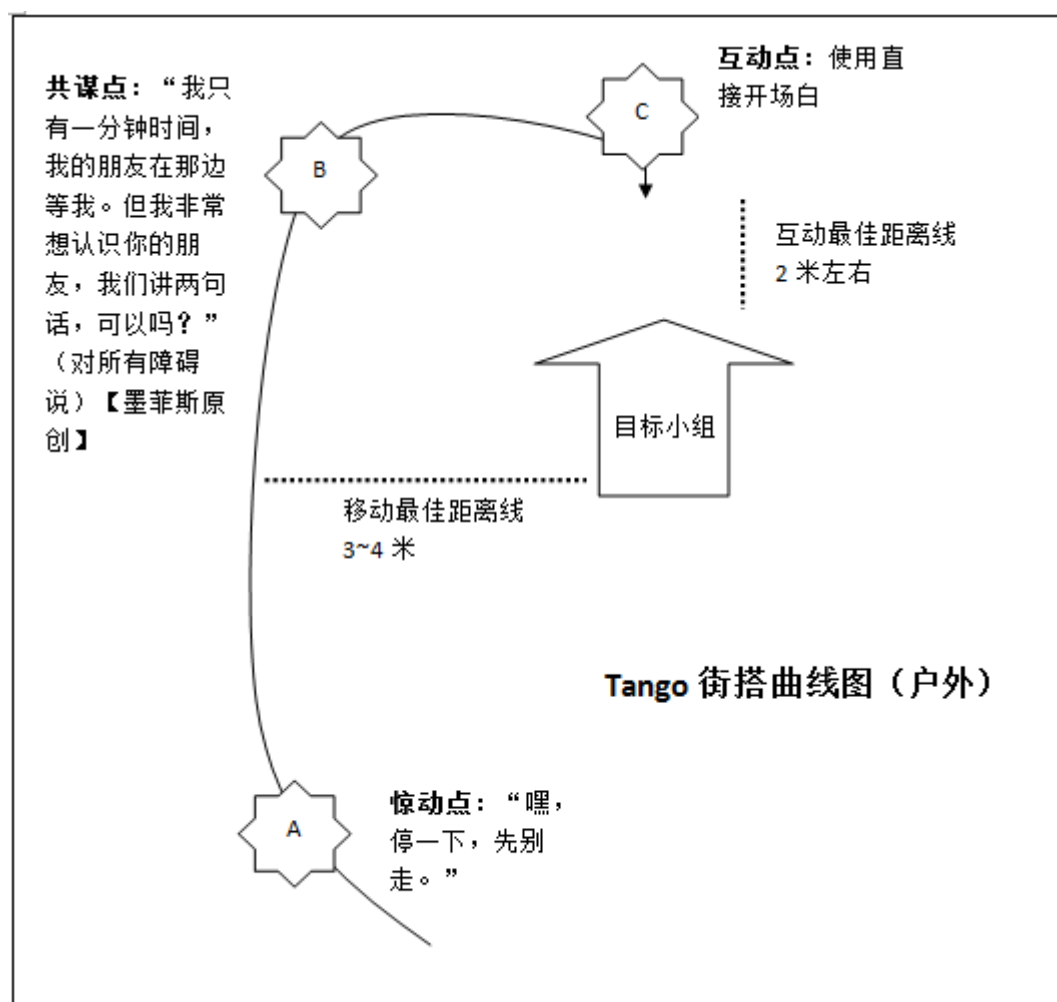 共谋点：“我只
有一分钟时间，
我的朋友在那边
等我。但我非常
想认识你的朋
友，我们讲两句
话，可以吗？”
（对所有障碍
说）【墨菲斯原
创】
B
C
互动点：使用直
接开场白
互动最佳距离线
2 米左右
目标小组
移动最佳距离线
3~4 米
Tango 街搭曲线图（户外）
A
惊动点：“嘿，
停一下，先别
走。”